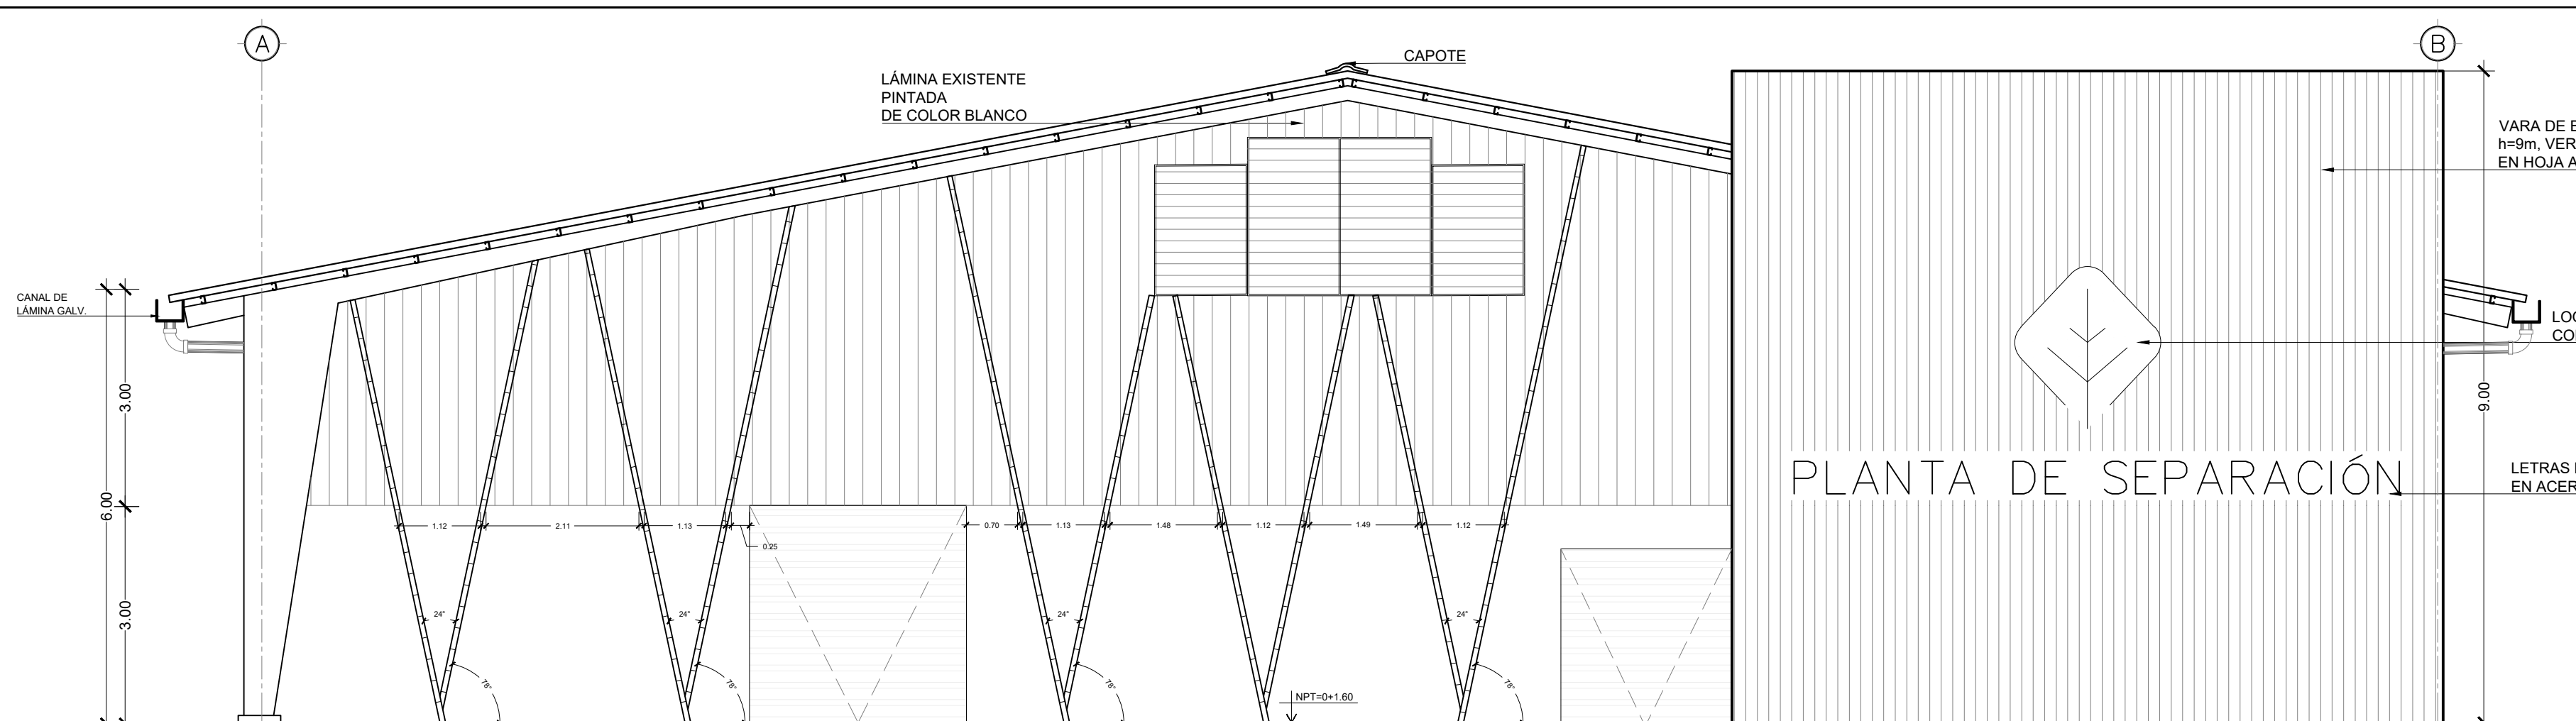 A
B
CAPOTE
LÁMINA EXISTENTE
PINTADA
DE COLOR BLANCO
VARA DE
h=9m, VER
EN HOJA A
CANAL DE
LÁMINA GALV.
3.00
6.00
3.00
9.00
PLANTA DE SEPARACIÓN
LETRAS
EN ACER
1.12
2.11
1.13
0.25
0.70
1.13
1.48
1.12
1.49
1.12
24°
24°
24°
24°
78°
78°
78°
78°
NPT=0+1.60